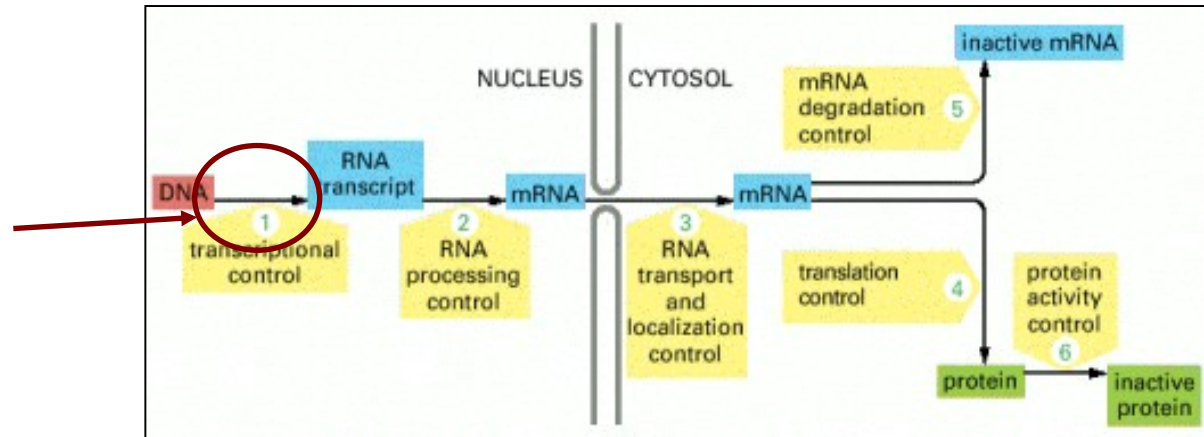 inactive mRNA
NUCLEUS
CYTOSOL
mRNA
degradation
control
5
RNA
transcript
DNA
mRNA
mRNA
1
transcriptional
control
2
RNA
processing
control
3
RNA
transport
and
localization
control
translation
control
4
protein
activity
control
6
protein
inactive
protein